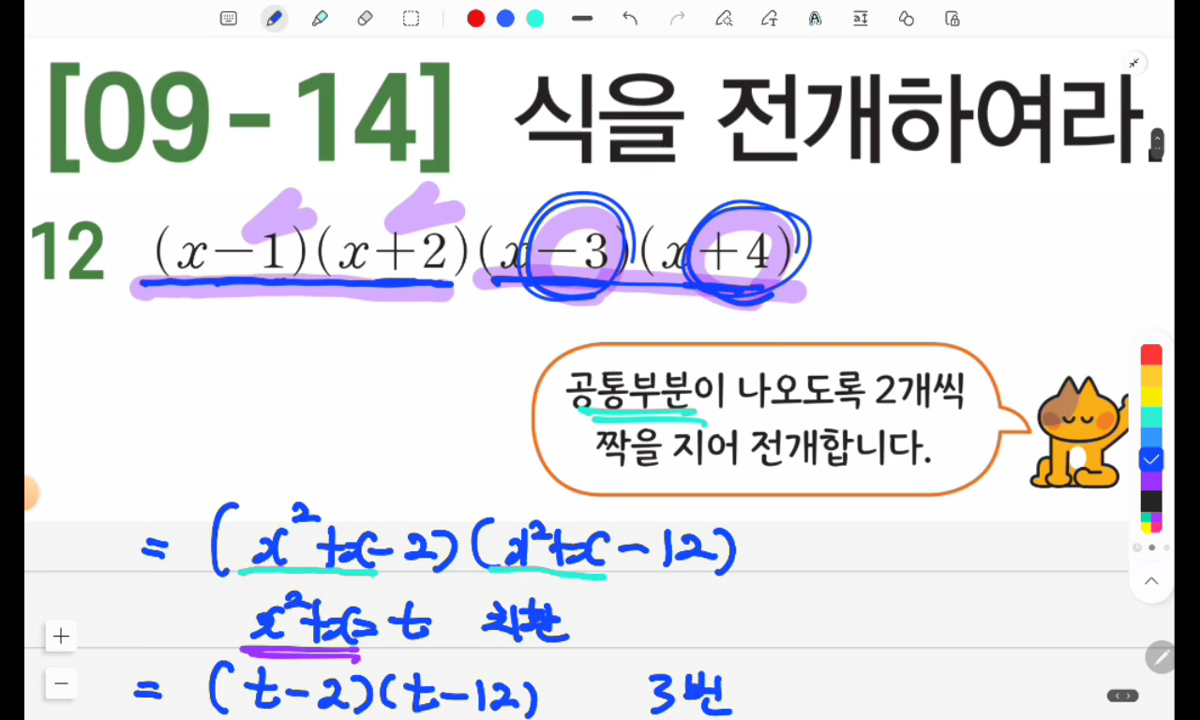 [09-14] 식을 전개하여라.
12 (x-1)(x+2)(x-3)(x+4)
공통부분이 나오도록 2개씩
짝을 지어 전개합니다.
= (x²+x-2)(x²+x-12)
x²+x=t 치환
= (t-2)(t-12) 3번